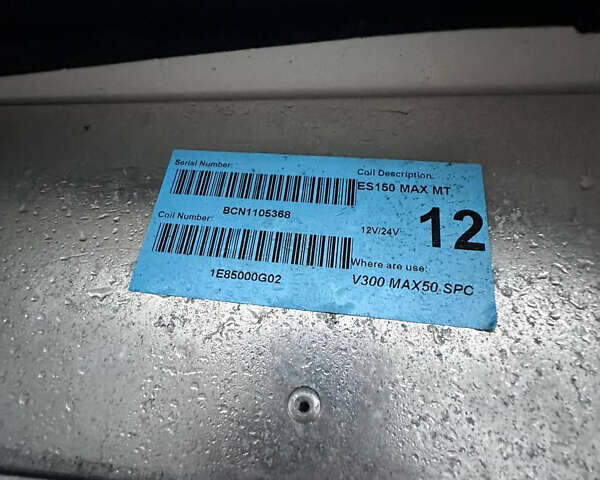 Serial Number:
BCN1105368
Coil Number:
1E85000G02
Coil Description.
ES150 MAX MT
12V/24V
12
Where are use:
V300 MAX50 SPC